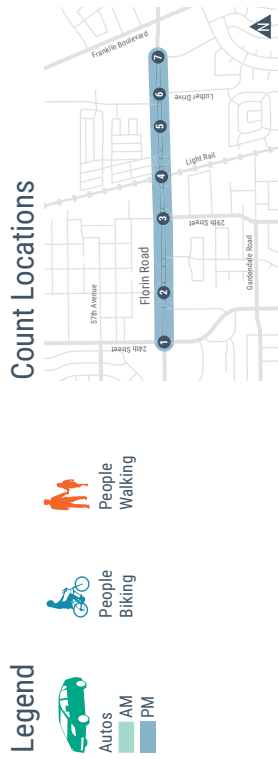 Legend
Autos
AM
PM
People
Biking
People
Walking
Count Locations
Franklin Boulevard
Luther Drive
Light Rail
29th Street
Florin Road
57th Avenue
24th Street
Gardendale Road
1
2
3
4
5
6
7
N